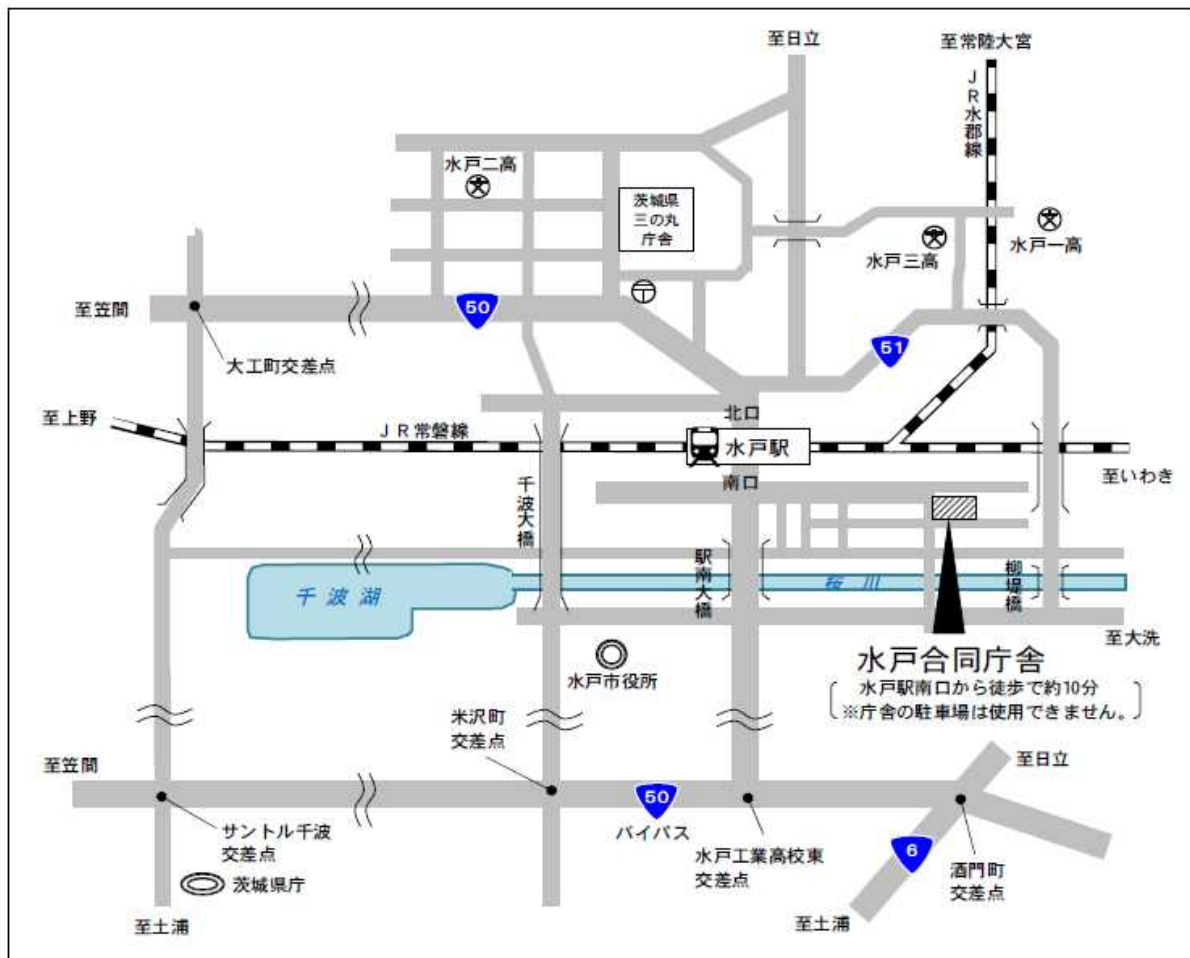 至日立
至常陸大宮
JR水郡線
水戸二高
茨城県
三の丸
庁舎
水戸三高
水戸一高
至笠間
50
51
大工町交差点
至上野
JR常磐線
北口
水戸駅
南口
至いわき
千波大橋
駅南大橋
柳堤橋
千波湖
桜川
至大洗
水戸合同庁舎
水戸駅南口から徒歩で約10分
※庁舎の駐車場は使用できません。
水戸市役所
米沢町
交差点
至笠間
至日立
50
バイパス
サントル千波
交差点
水戸工業高校東
交差点
6
酒門町
交差点
茨城県庁
至土浦
至土浦